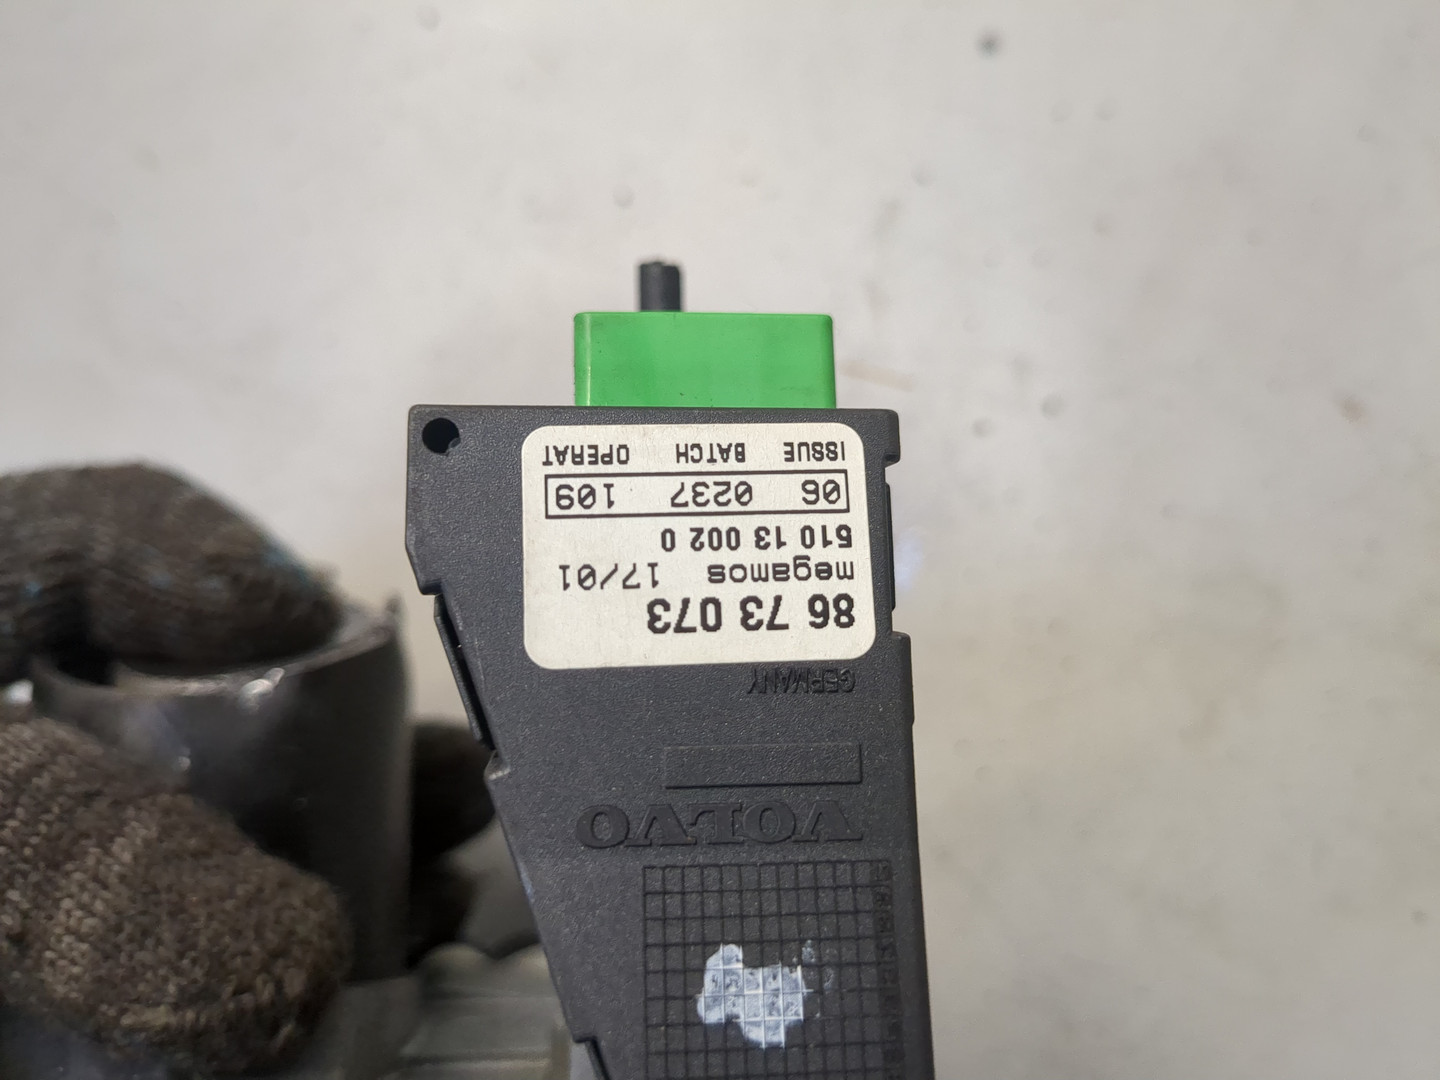 VOLVO
GERMANY
86 73 073
megamos 17/01
510 13 002 0
06 0237 109
ISSUE BATCH OPERAT